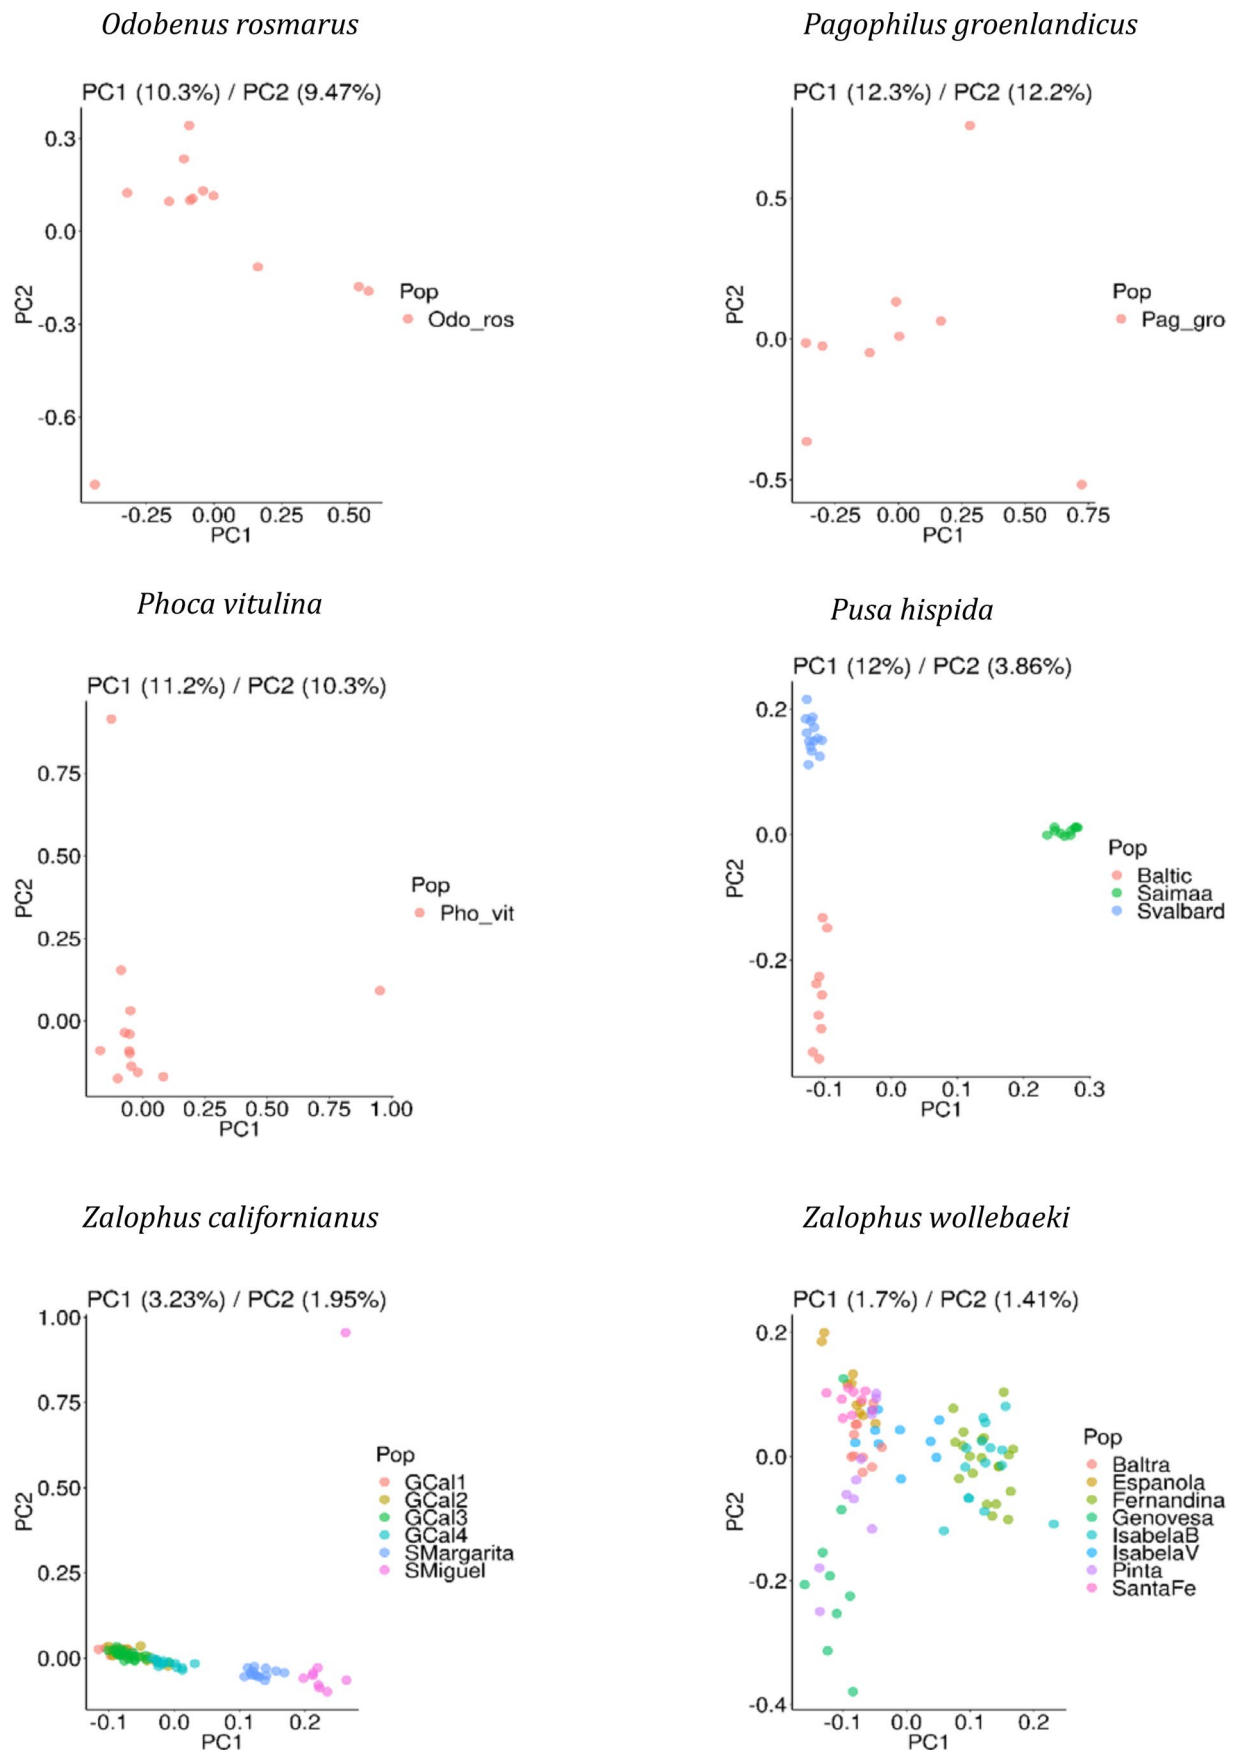 Odobenus rosmarus
Pagophilus groenlandicus
PC1 (10.3%) / PC2 (9.47%)
0.3
0.0
-0.3
-0.6
PC2
-0.25 0.00 0.25 0.50
PC1
Pop
Odo_ros
PC1 (12.3%) / PC2 (12.2%)
0.5
0.0
-0.5
PC2
-0.25 0.00 0.25 0.50 0.75
PC1
Pop
Pag_gro
Phoca vitulina
Pusa hispida
PC1 (11.2%) / PC2 (10.3%)
0.75
0.50
0.25
0.00
PC2
0.00 0.25 0.50 0.75 1.00
PC1
Pop
Pho_vit
PC1 (12%) / PC2 (3.86%)
0.2
0.0
-0.2
PC2
-0.1 0.0 0.1 0.2 0.3
PC1
Pop
Baltic
Saimaa
Svalbard
Zalophus californianus
Zalophus wollebaeki
PC1 (3.23%) / PC2 (1.95%)
1.00
0.75
0.50
0.25
0.00
PC2
-0.1 0.0 0.1 0.2
PC1
Pop
GCal1
GCal2
GCal3
GCal4
SMargarita
SMiguel
PC1 (1.7%) / PC2 (1.41%)
0.2
0.0
-0.2
-0.4
PC2
-0.1 0.0 0.1 0.2
PC1
Pop
Baltra
Espanola
Fernandina
Genovesa
IsabelaB
IsabelaV
Pinta
SantaFe